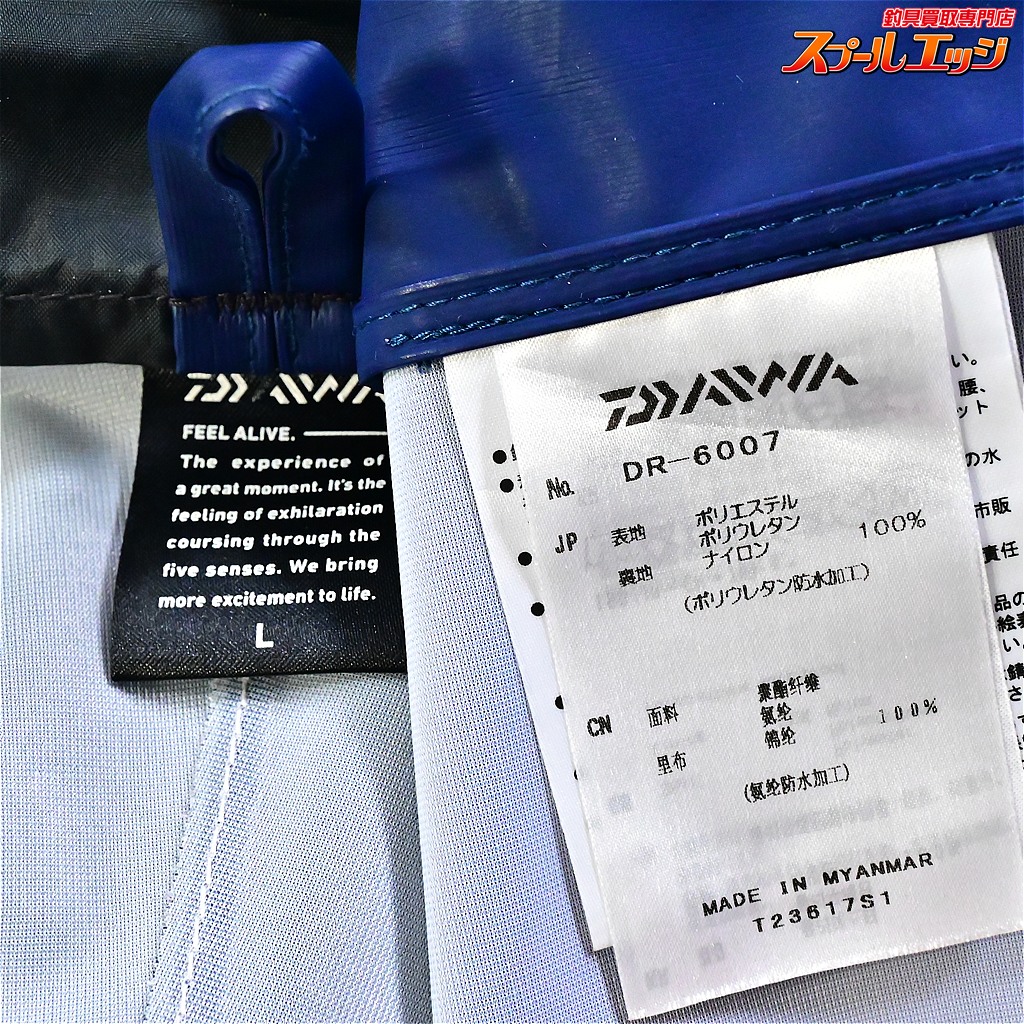 釣具買取専門店
スプールエッジ
DAIWA
FEEL ALIVE.
The experience of
a great moment. It's the
feeling of exhilaration
coursing through the
five senses. We bring
more excitement to life.
L
DAIWA
No. DR-6007
JP 表地 ポリエステル
ポリウレタン 100%
裏地 ナイロン
(ポリウレタン防水加工)
CN 面料 聚酯纤维
氨纶 100%
里布 锦纶
(氨纶防水加工)
MADE IN MYANMAR
T23617S1
い。
腰、
ット
の水
市販
責任
品の
い。